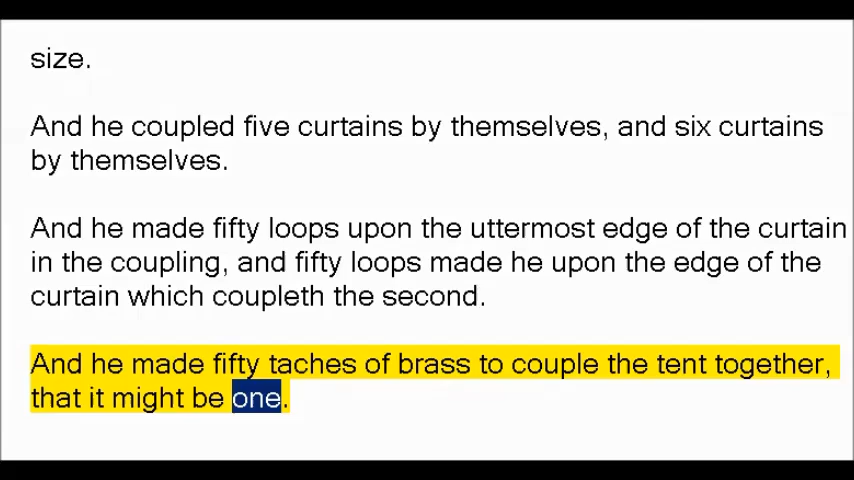 size.
And he coupled five curtains by themselves, and six curtains
by themselves.
And he made fifty loops upon the uttermost edge of the curtain
in the coupling, and fifty loops made he upon the edge of the
curtain which coupleth the second.
And he made fifty taches of brass to couple the tent together,
that it might be one.